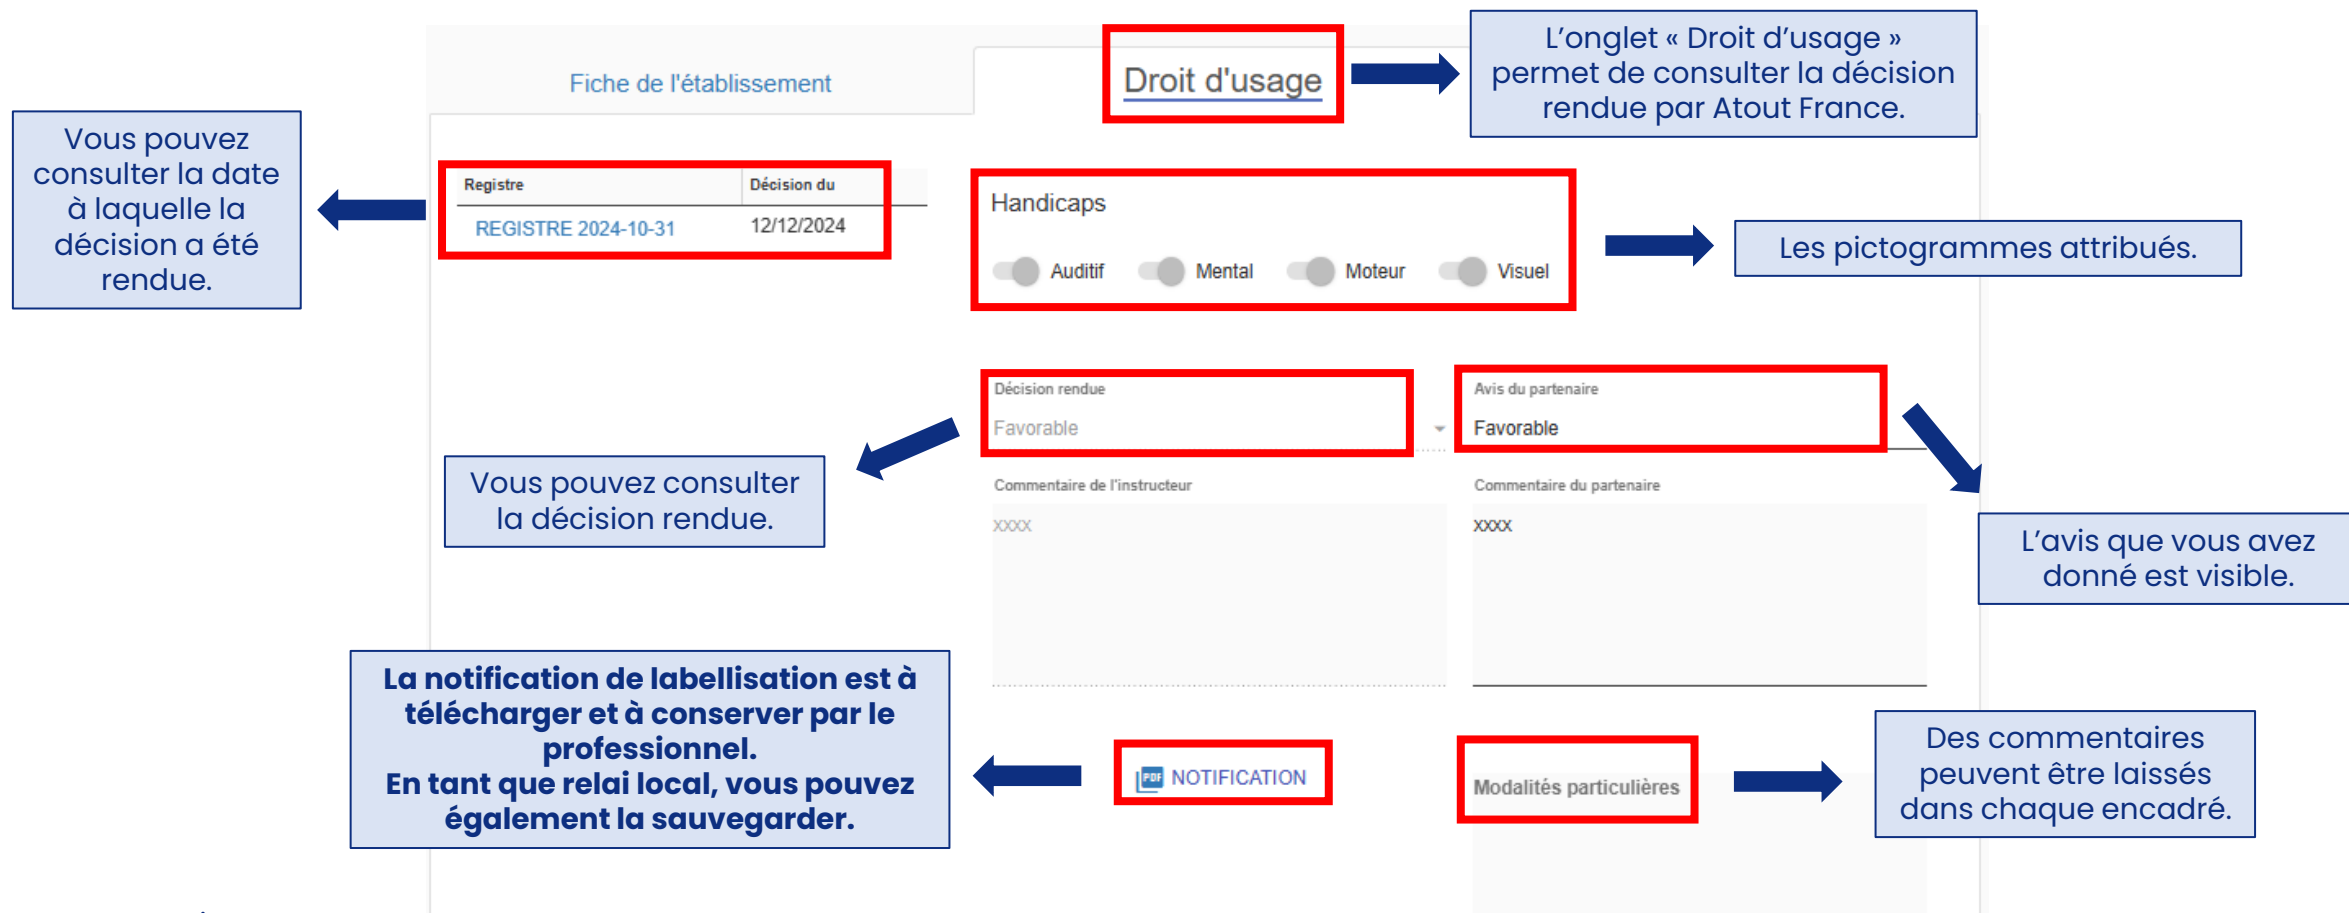 L'onglet « Droit d'usage »
permet de consulter la décision
rendue par Atout France.
Fiche de l'établissement
Droit d'usage
Vous pouvez
consulter la date
à laquelle la
décision a été
rendue.
Registre
Décision du
REGISTRE 2024-10-31
12/12/2024
Handicaps
Auditif
Mental
Moteur
Visuel
Les pictogrammes attribués.
Décision rendue
Favorable
Avis du partenaire
Favorable
Vous pouvez consulter
la décision rendue.
Commentaire de l'instructeur
xxxx
Commentaire du partenaire
xxxx
L'avis que vous avez
donné est visible.
La notification de labellisation est à
télécharger et à conserver par le
professionnel.
En tant que relai local, vous pouvez
également la sauvegarder.
PDF NOTIFICATION
Modalités particulières
Des commentaires
peuvent être laissés
dans chaque encadré.